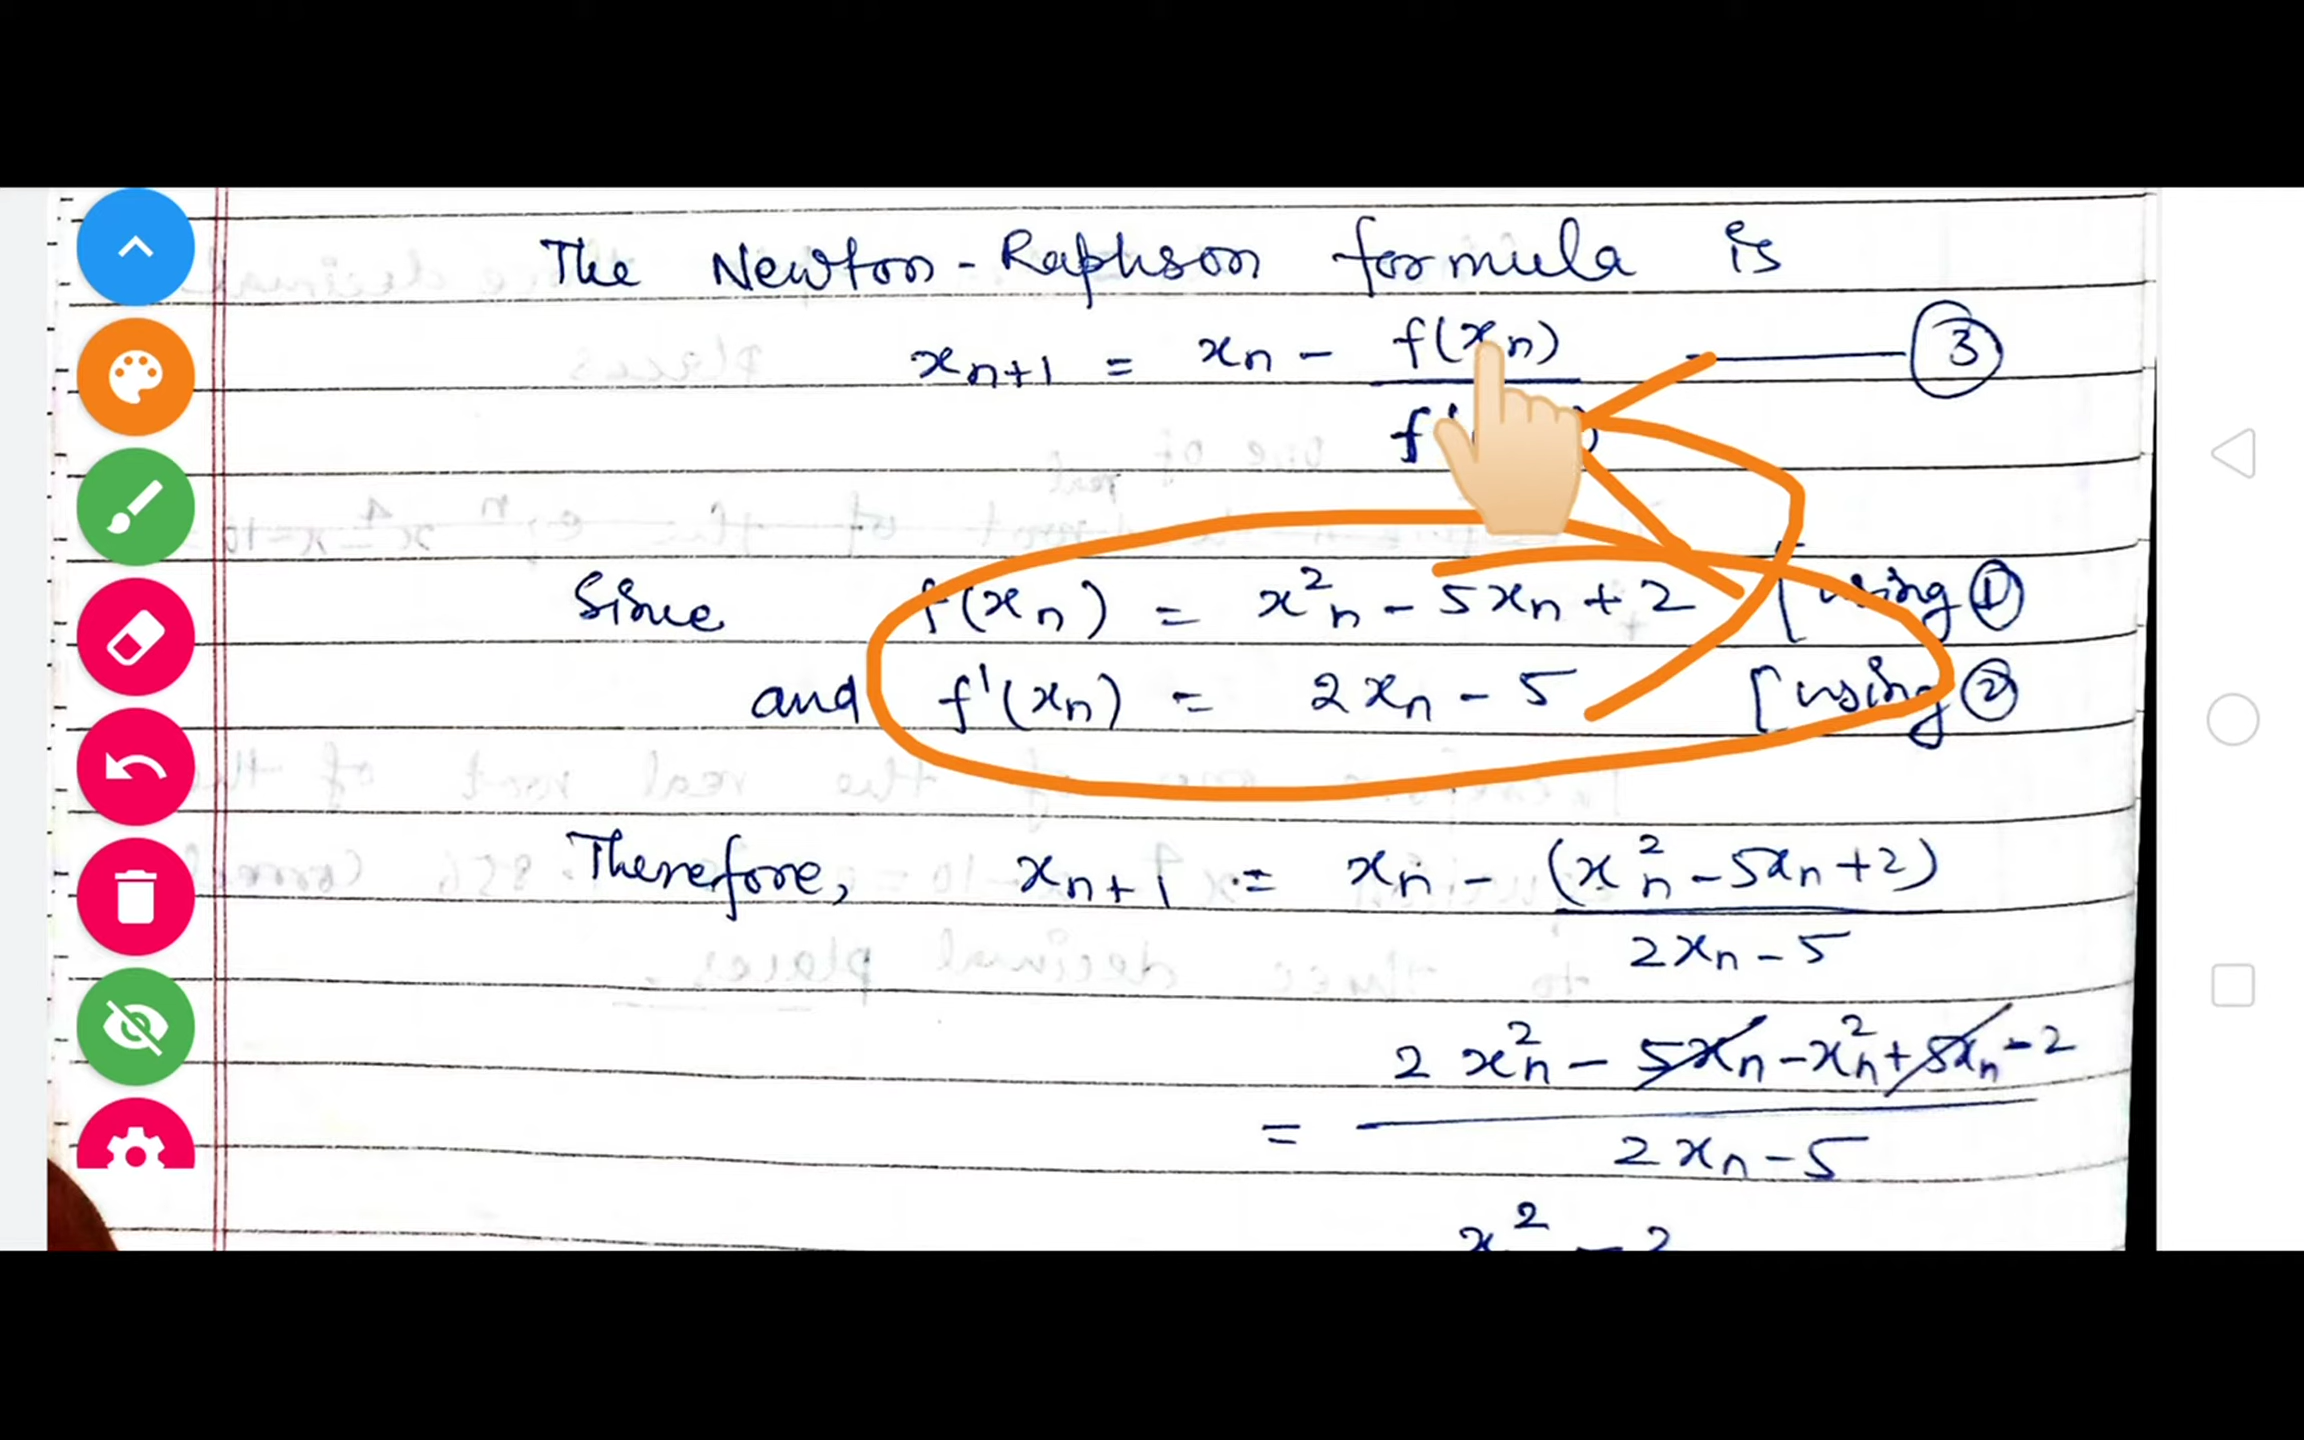 The Newton-Raphson formula is
xₙ₊₁ = xₙ - f(xₙ) ③
f'
Since f(xₙ) = x²ₙ - 5xₙ + 2 [using ①
and f'(xₙ) = 2xₙ - 5 [using ②
Therefore, xₙ₊₁ = xₙ - (x²ₙ - 5xₙ + 2)
2xₙ - 5
2x²ₙ - 5xₙ - x²ₙ + 5xₙ - 2
=
2xₙ - 5
x² - 2